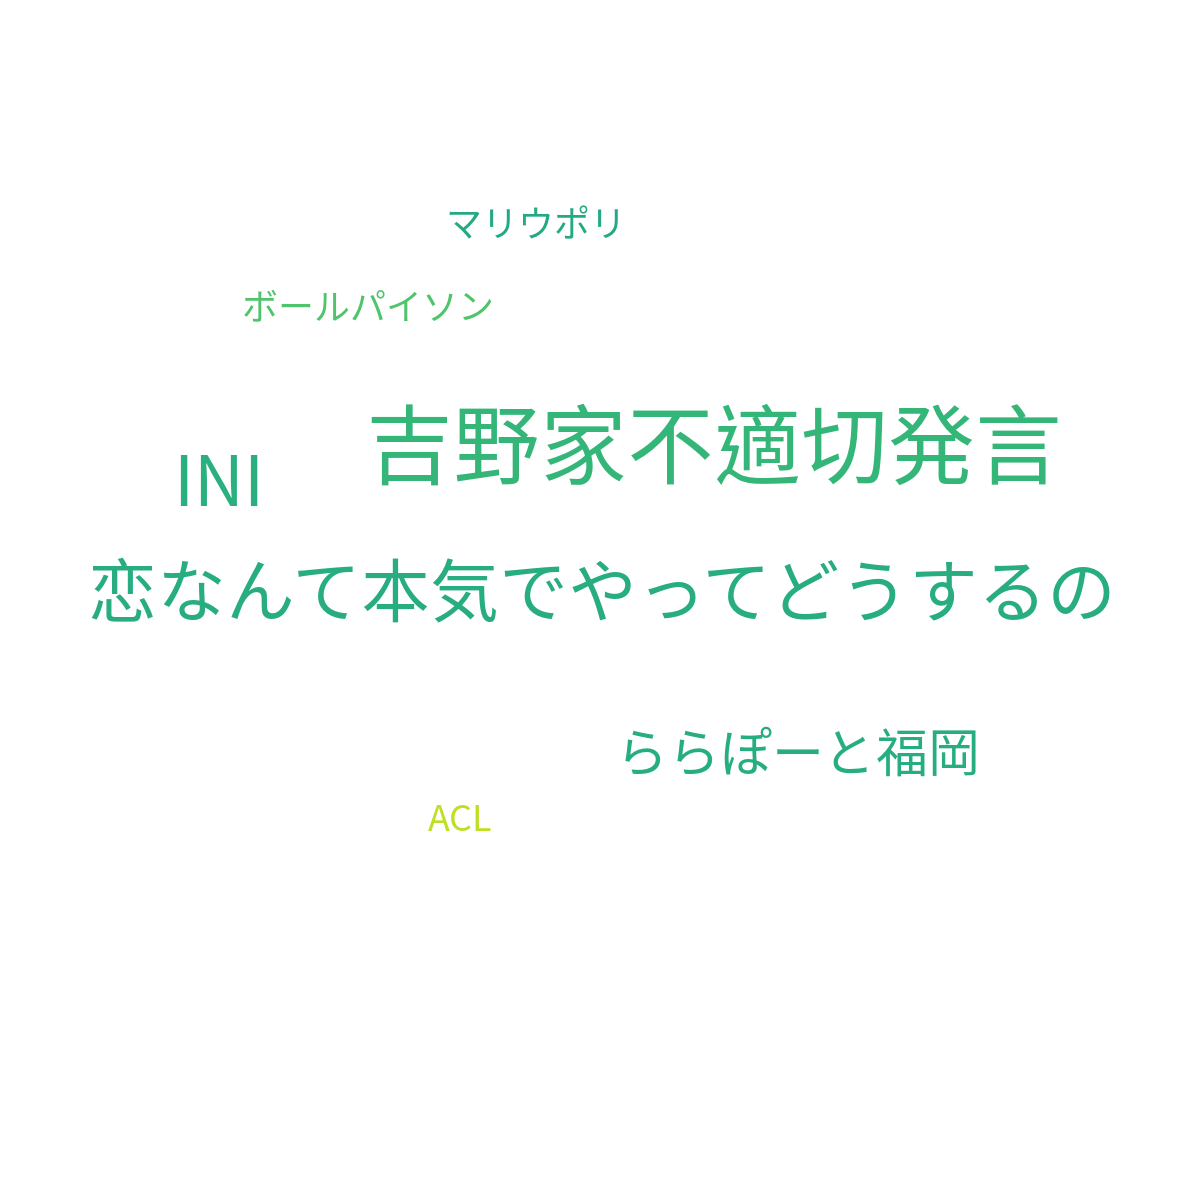 マリウポリ
ボールパイソン
吉野家不適切発言
INI
恋なんて本気でやってどうするの
ららぽーと福岡
ACL